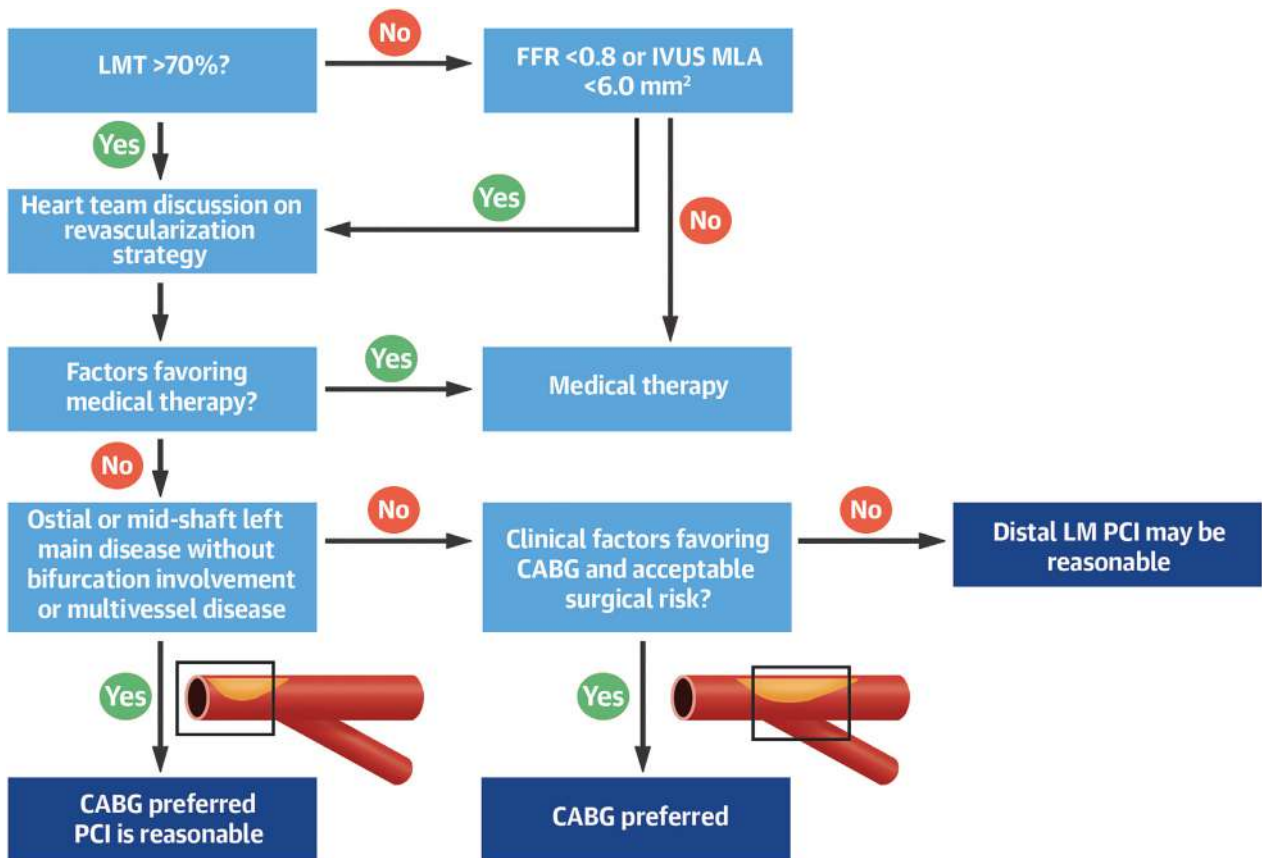 LMT >70%?
No
FFR <0.8 or IVUS MLA
<6.0 mm²
Yes
Heart team discussion on
revascularization
strategy
Yes
No
Factors favoring
medical therapy?
Yes
Medical therapy
No
Ostial or mid-shaft left
main disease without
bifurcation involvement
or multivessel disease
No
Clinical factors favoring
CABG and acceptable
surgical risk?
No
Distal LM PCI may be
reasonable
Yes
Yes
CABG preferred
PCI is reasonable
CABG preferred